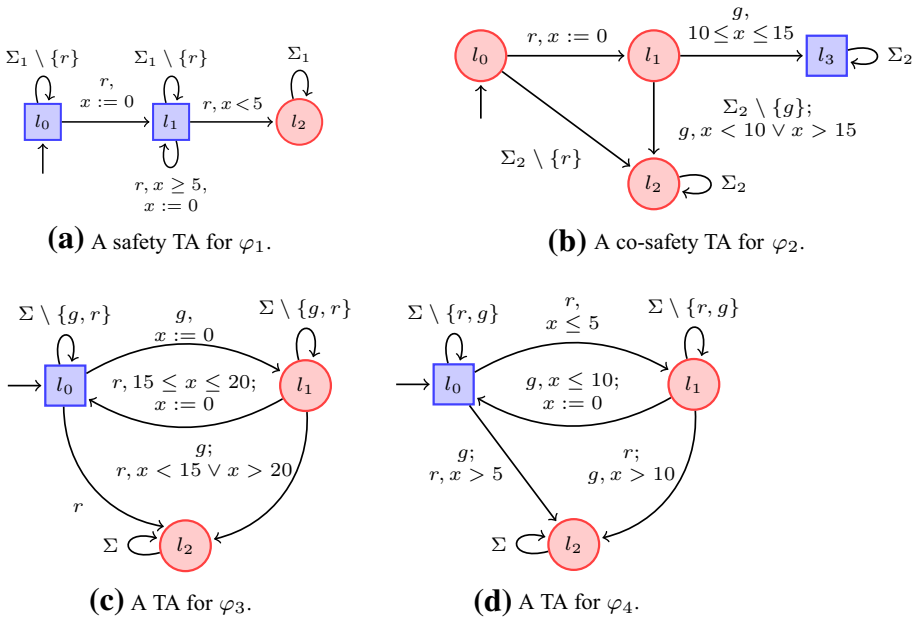 Σ₁ \ {r}
Σ₁ \ {r}
Σ₁
r,
x := 0
r, x < 5
l₀
l₁
l₂
r, x ≥ 5,
x := 0
(a) A safety TA for φ₁.
r, x := 0
g,
10 ≤ x ≤ 15
l₀
l₁
l₃
Σ₂
Σ₂ \ {g};
g, x < 10 ∨ x > 15
Σ₂ \ {r}
l₂
Σ₂
(b) A co-safety TA for φ₂.
Σ \ {g, r}
g,
x := 0
Σ \ {g, r}
l₀
r, 15 ≤ x ≤ 20;
x := 0
l₁
g;
r, x < 15 ∨ x > 20
r
Σ
l₂
(c) A TA for φ₃.
Σ \ {r, g}
r,
x ≤ 5
Σ \ {r, g}
l₀
g, x ≤ 10;
x := 0
l₁
g;
r, x > 5
r;
g, x > 10
Σ
l₂
(d) A TA for φ₄.